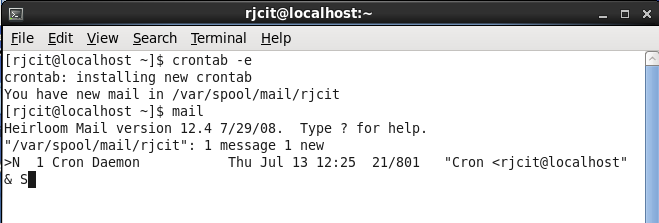 rjcit@localhost:~
File Edit View Search Terminal Help
[rjcit@localhost ~]$ crontab -e
crontab: installing new crontab
You have new mail in /var/spool/mail/rjcit
[rjcit@localhost ~]$ mail
Heirloom Mail version 12.4 7/29/08.  Type ? for help.
"/var/spool/mail/rjcit": 1 message 1 new
>N  1 Cron Daemon           Thu Jul 13 12:25  21/801   "Cron <rjcit@localhost"
& S